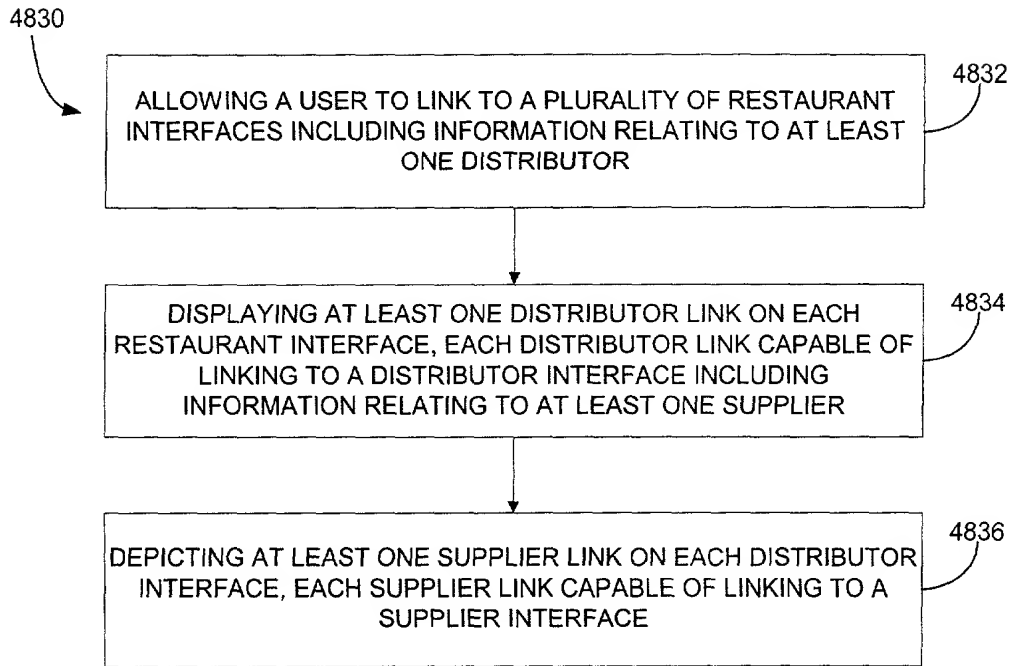 4830
4832
ALLOWING A USER TO LINK TO A PLURALITY OF RESTAURANT
INTERFACES INCLUDING INFORMATION RELATING TO AT LEAST
ONE DISTRIBUTOR
4834
DISPLAYING AT LEAST ONE DISTRIBUTOR LINK ON EACH
RESTAURANT INTERFACE, EACH DISTRIBUTOR LINK CAPABLE OF
LINKING TO A DISTRIBUTOR INTERFACE INCLUDING
INFORMATION RELATING TO AT LEAST ONE SUPPLIER
4836
DEPICTING AT LEAST ONE SUPPLIER LINK ON EACH DISTRIBUTOR
INTERFACE, EACH SUPPLIER LINK CAPABLE OF LINKING TO A
SUPPLIER INTERFACE